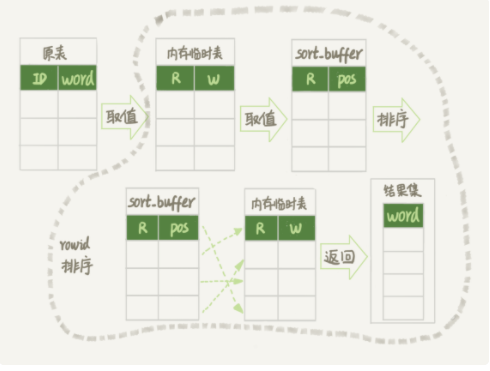 原表
内存临时表
sort_buffer
ID word
R W
R pos
取值
取值
排序
sort_buffer
内存临时表
结果集
R pos
R W
word
rowid
排序
返回